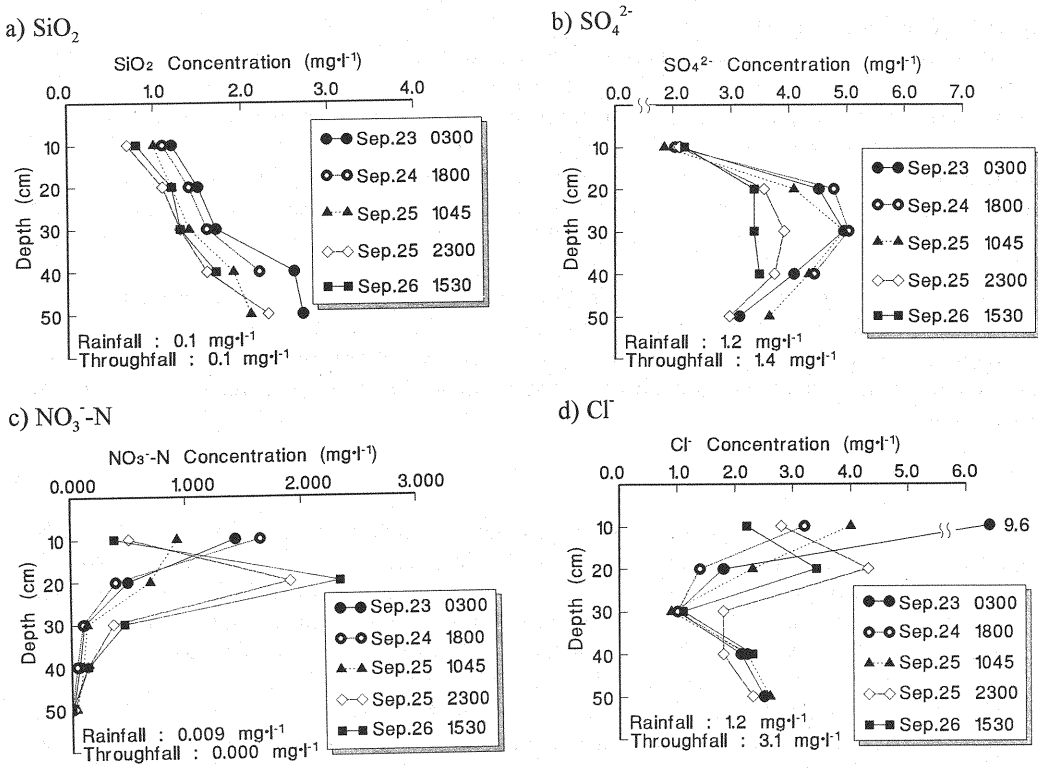 a) SiO₂
SiO₂ Concentration (mg•l⁻¹)
0.0 1.0 2.0 3.0 4.0
10
20
30
40
50
Depth (cm)
Sep.23 0300
Sep.24 1800
Sep.25 1045
Sep.25 2300
Sep.26 1530
Rainfall : 0.1 mg•l⁻¹
Throughfall : 0.1 mg•l⁻¹
b) SO₄²⁻
SO₄²⁻ Concentration (mg•l⁻¹)
0.0 2.0 3.0 4.0 5.0 7.0
10
20
30
40
50
Depth (cm)
Sep.23 0300
Sep.24 1800
Sep.25 1045
Sep.25 2300
Sep.26 1530
Rainfall : 1.2 mg•l⁻¹
Throughfall : 1.4 mg•l⁻¹
c) NO₃⁻-N
NO₃⁻-N Concentration (mg•l⁻¹)
0.000 1.000 2.000 3.000
10
20
30
40
50
Depth (cm)
Sep.23 0300
Sep.24 1800
Sep.25 1045
Sep.25 2300
Sep.26 1530
Rainfall : 0.009 mg•l⁻¹
Throughfall : 0.000 mg•l⁻¹
d) Cl⁻
Cl⁻ Concentration (mg•l⁻¹)
0.0 1.0 2.0 3.0 4.0 5.0 6.0
9.6
10
20
30
40
50
Depth (cm)
Sep.23 0300
Sep.24 1800
Sep.25 1045
Sep.25 2300
Sep.26 1530
Rainfall : 1.2 mg•l⁻¹
Throughfall : 3.1 mg•l⁻¹